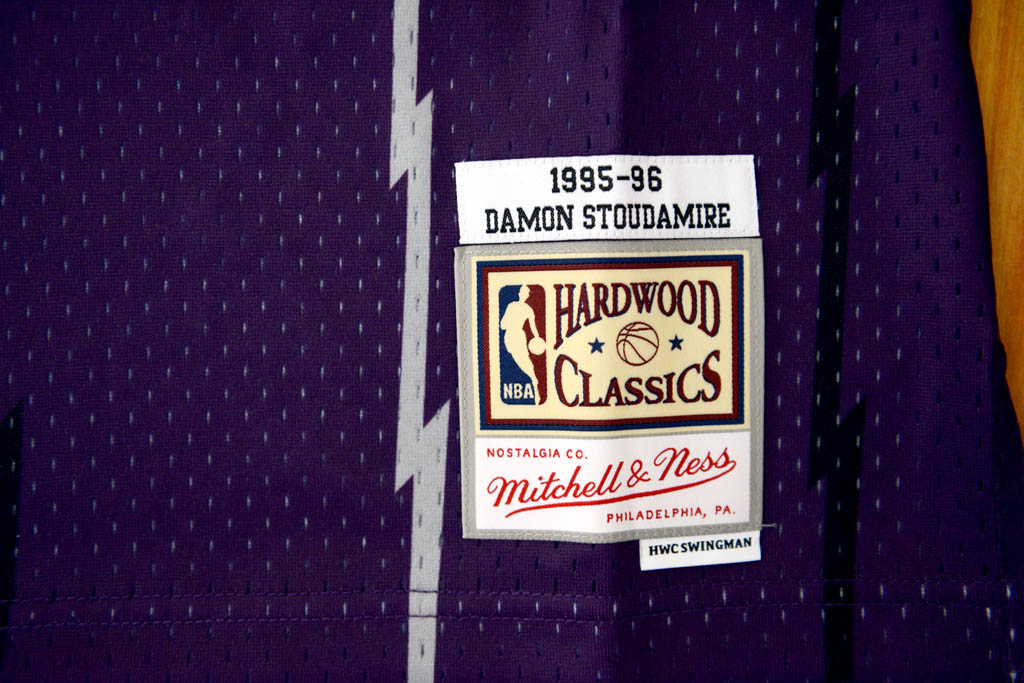 1995-96
DAMON STOUDAMIRE
HARDWOOD
CLASSICS
NBA
NOSTALGIA CO.
Mitchell & Ness
PHILADELPHIA, PA.
HWC SWINGMAN